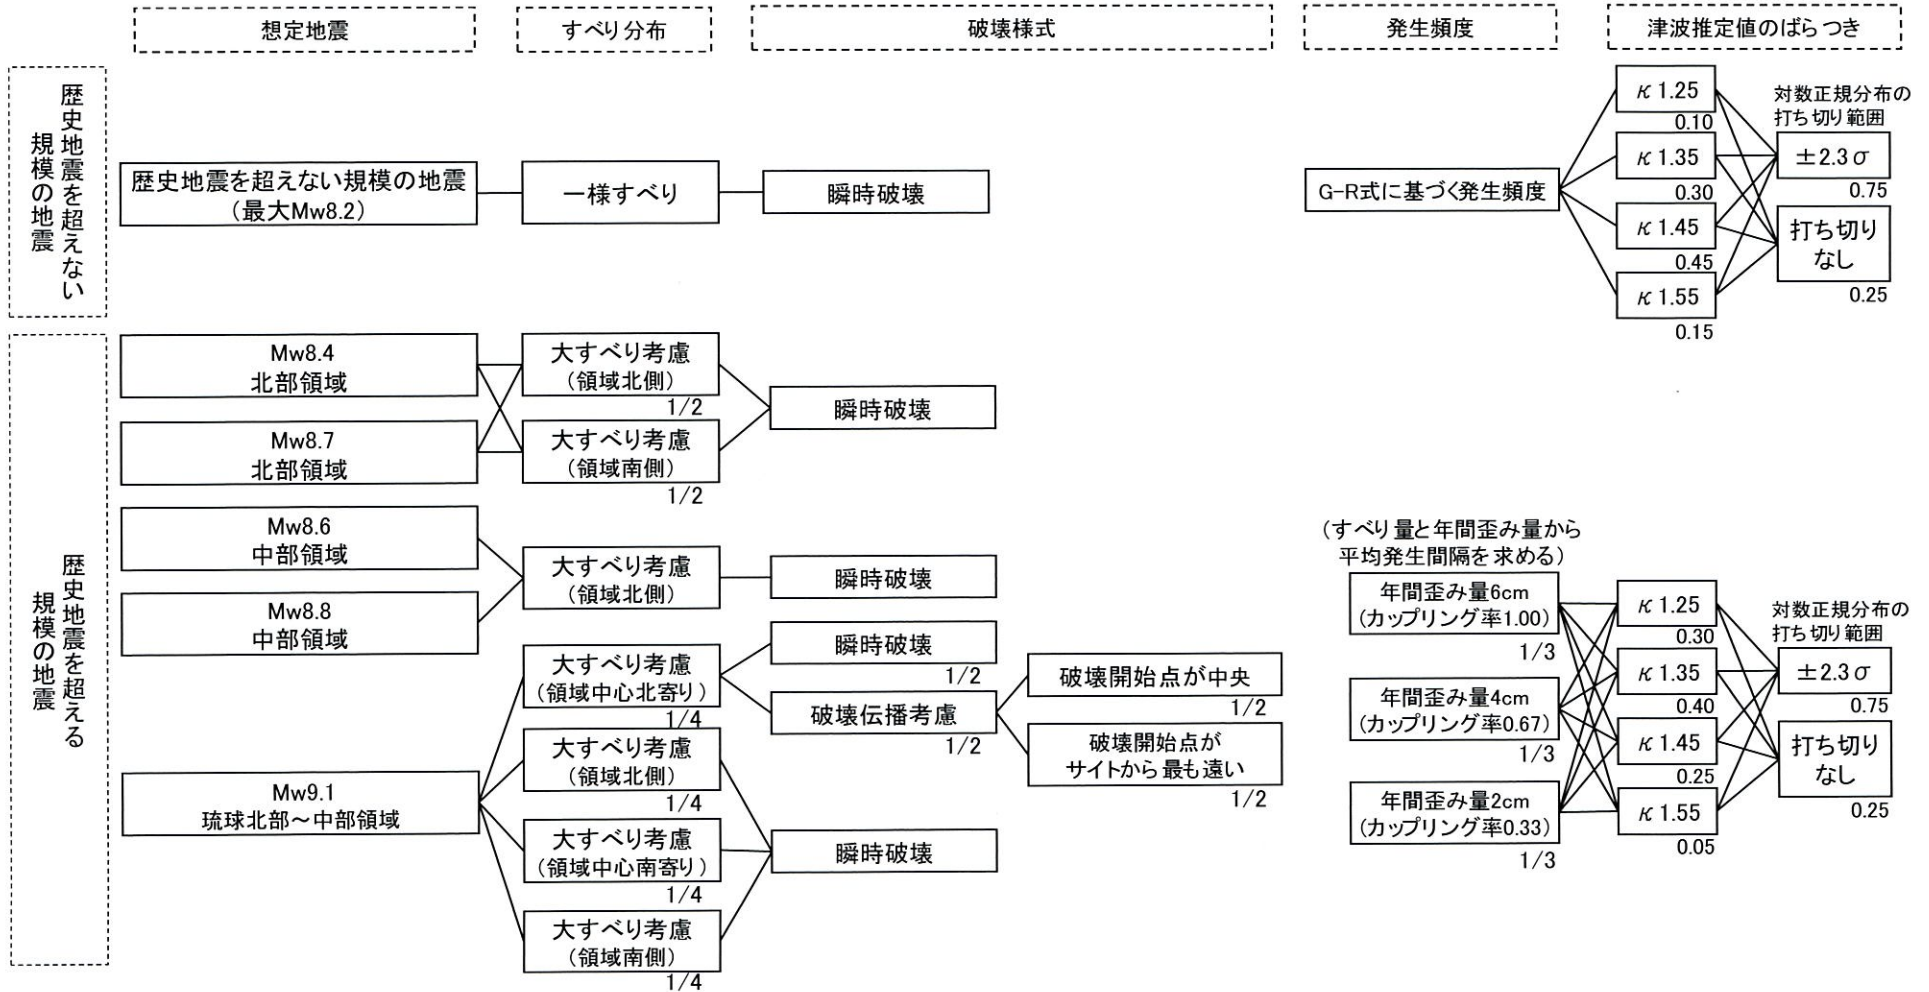 想定地震
すべり分布
破壊様式
発生頻度
津波推定値のばらつき
歴史地震を超えない
規模の地震
歴史地震を超えない規模の地震
(最大Mw8.2)
一様すべり
瞬時破壊
G-R式に基づく発生頻度
κ 1.25
0.10
κ 1.35
0.30
κ 1.45
0.45
κ 1.55
0.15
対数正規分布の
打ち切り範囲
±2.3σ
0.75
打ち切り
なし
0.25
歴史地震を超える
規模の地震
Mw8.4
北部領域
Mw8.7
北部領域
大すべり考慮
(領域北側)
1/2
大すべり考慮
(領域南側)
1/2
瞬時破壊
Mw8.6
中部領域
Mw8.8
中部領域
大すべり考慮
(領域北側)
瞬時破壊
Mw9.1
琉球北部～中部領域
大すべり考慮
(領域中心北寄り)
1/4
大すべり考慮
(領域北側)
1/4
大すべり考慮
(領域中心南寄り)
1/4
大すべり考慮
(領域南側)
1/4
瞬時破壊
1/2
破壊伝播考慮
1/2
破壊開始点が中央
1/2
破壊開始点が
サイトから最も遠い
1/2
瞬時破壊
(すべり量と年間歪み量から
平均発生間隔を求める)
年間歪み量6cm
(カップリング率1.00)
1/3
年間歪み量4cm
(カップリング率0.67)
1/3
年間歪み量2cm
(カップリング率0.33)
1/3
κ 1.25
0.30
κ 1.35
0.40
κ 1.45
0.25
κ 1.55
0.05
対数正規分布の
打ち切り範囲
±2.3σ
0.75
打ち切り
なし
0.25